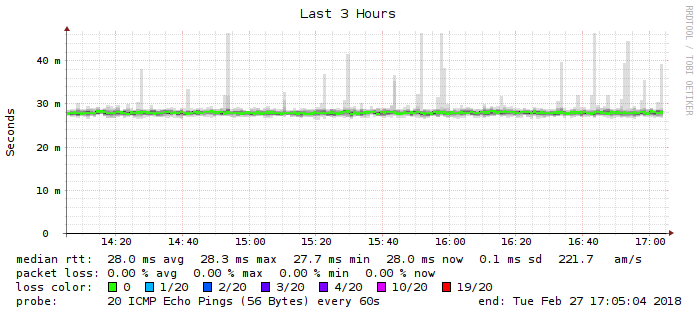 Last 3 Hours
RRDTOOL / TOBI OETIKER
Seconds
40 m
30 m
20 m
10 m
0
14:20 14:40 15:00 15:20 15:40 16:00 16:20 16:40 17:00
median rtt: 28.0 ms avg 28.3 ms max 27.7 ms min 28.0 ms now 0.1 ms sd 221.7 am/s
packet loss: 0.00 % avg 0.00 % max 0.00 % min 0.00 % now
loss color: 0 1/20 2/20 3/20 4/20 10/20 19/20
probe: 20 ICMP Echo Pings (56 Bytes) every 60s end: Tue Feb 27 17:05:04 2018